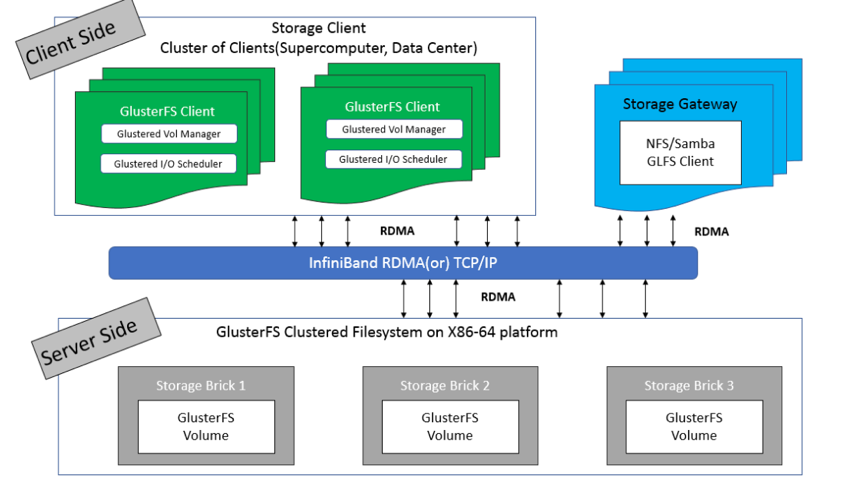 Client Side
Storage Client
Cluster of Clients(Supercomputer, Data Center)
GlusterFS Client
Glustered Vol Manager
Glustered I/O Scheduler
GlusterFS Client
Glustered Vol Manager
Glustered I/O Scheduler
Storage Gateway
NFS/Samba
GLFS Client
RDMA
RDMA
InfiniBand RDMA(or) TCP/IP
RDMA
Server Side
GlusterFS Clustered Filesystem on X86-64 platform
Storage Brick 1
GlusterFS
Volume
Storage Brick 2
GlusterFS
Volume
Storage Brick 3
GlusterFS
Volume